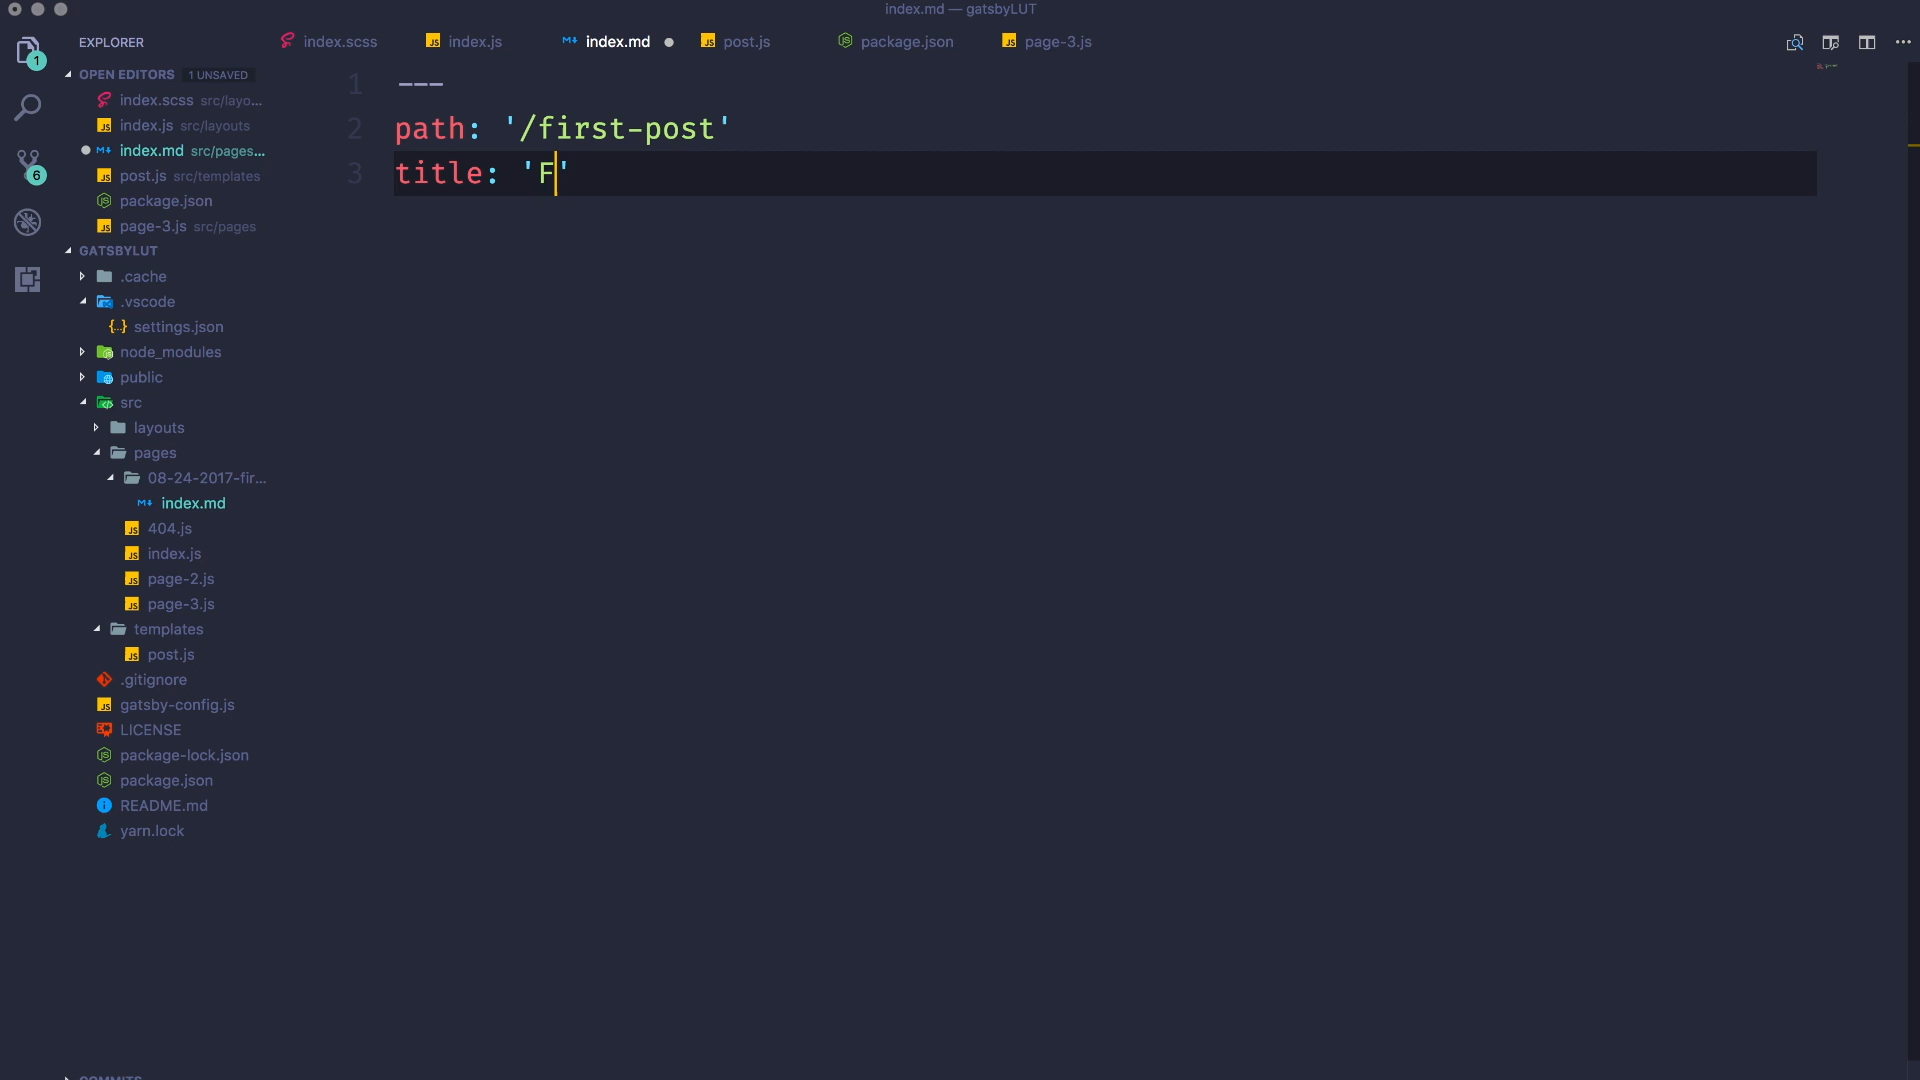 index.md — gatsbyLUT
EXPLORER
index.scss
index.js
index.md
post.js
package.json
page-3.js
1
OPEN EDITORS 1 UNSAVED
index.scss src/layo...
index.js src/layouts
index.md src/pages...
post.js src/templates
package.json
page-3.js src/pages
6
GATSBYLUT
.cache
.vscode
settings.json
node_modules
public
src
layouts
pages
08-24-2017-fir...
index.md
404.js
index.js
page-2.js
page-3.js
templates
post.js
.gitignore
gatsby-config.js
LICENSE
package-lock.json
package.json
README.md
yarn.lock
COMMITS
1 ---
2 path: '/first-post'
3 title: 'F'